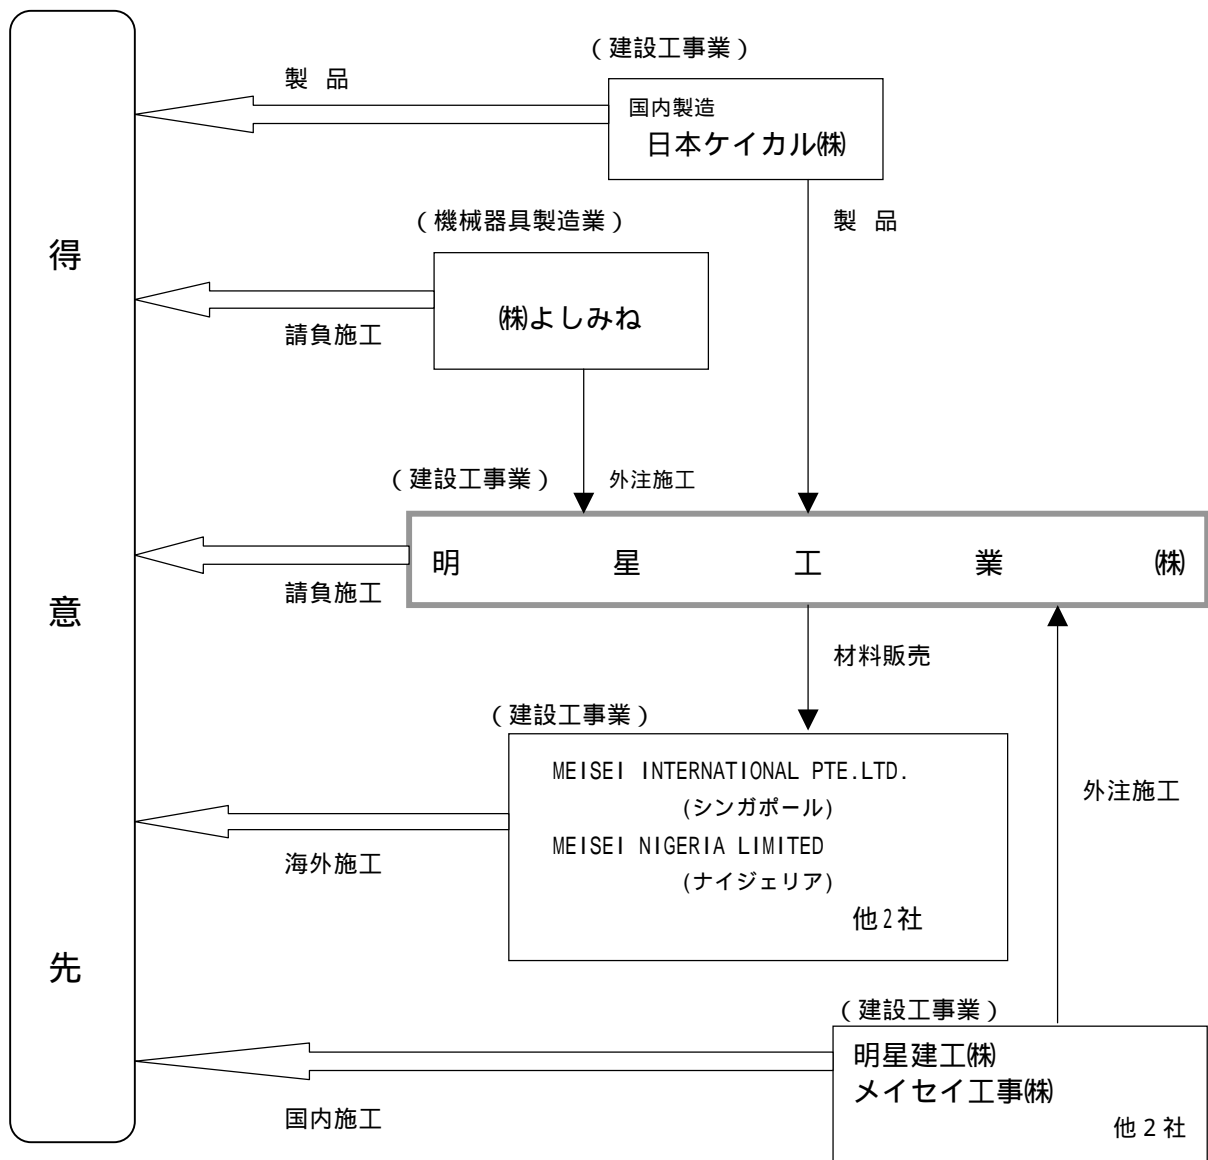 得意先
（建設工事業）
製 品
国内製造
日本ケイカル㈱
（機械器具製造業）
製 品
㈱よしみね
請負施工
（建設工事業）
外注施工
明星工業㈱
請負施工
材料販売
（建設工事業）
MEISEI INTERNATIONAL PTE.LTD.
(シンガポール)
MEISEI NIGERIA LIMITED
(ナイジェリア)
他2社
外注施工
海外施工
（建設工事業）
明星建工㈱
メイセイ工事㈱
他２社
国内施工